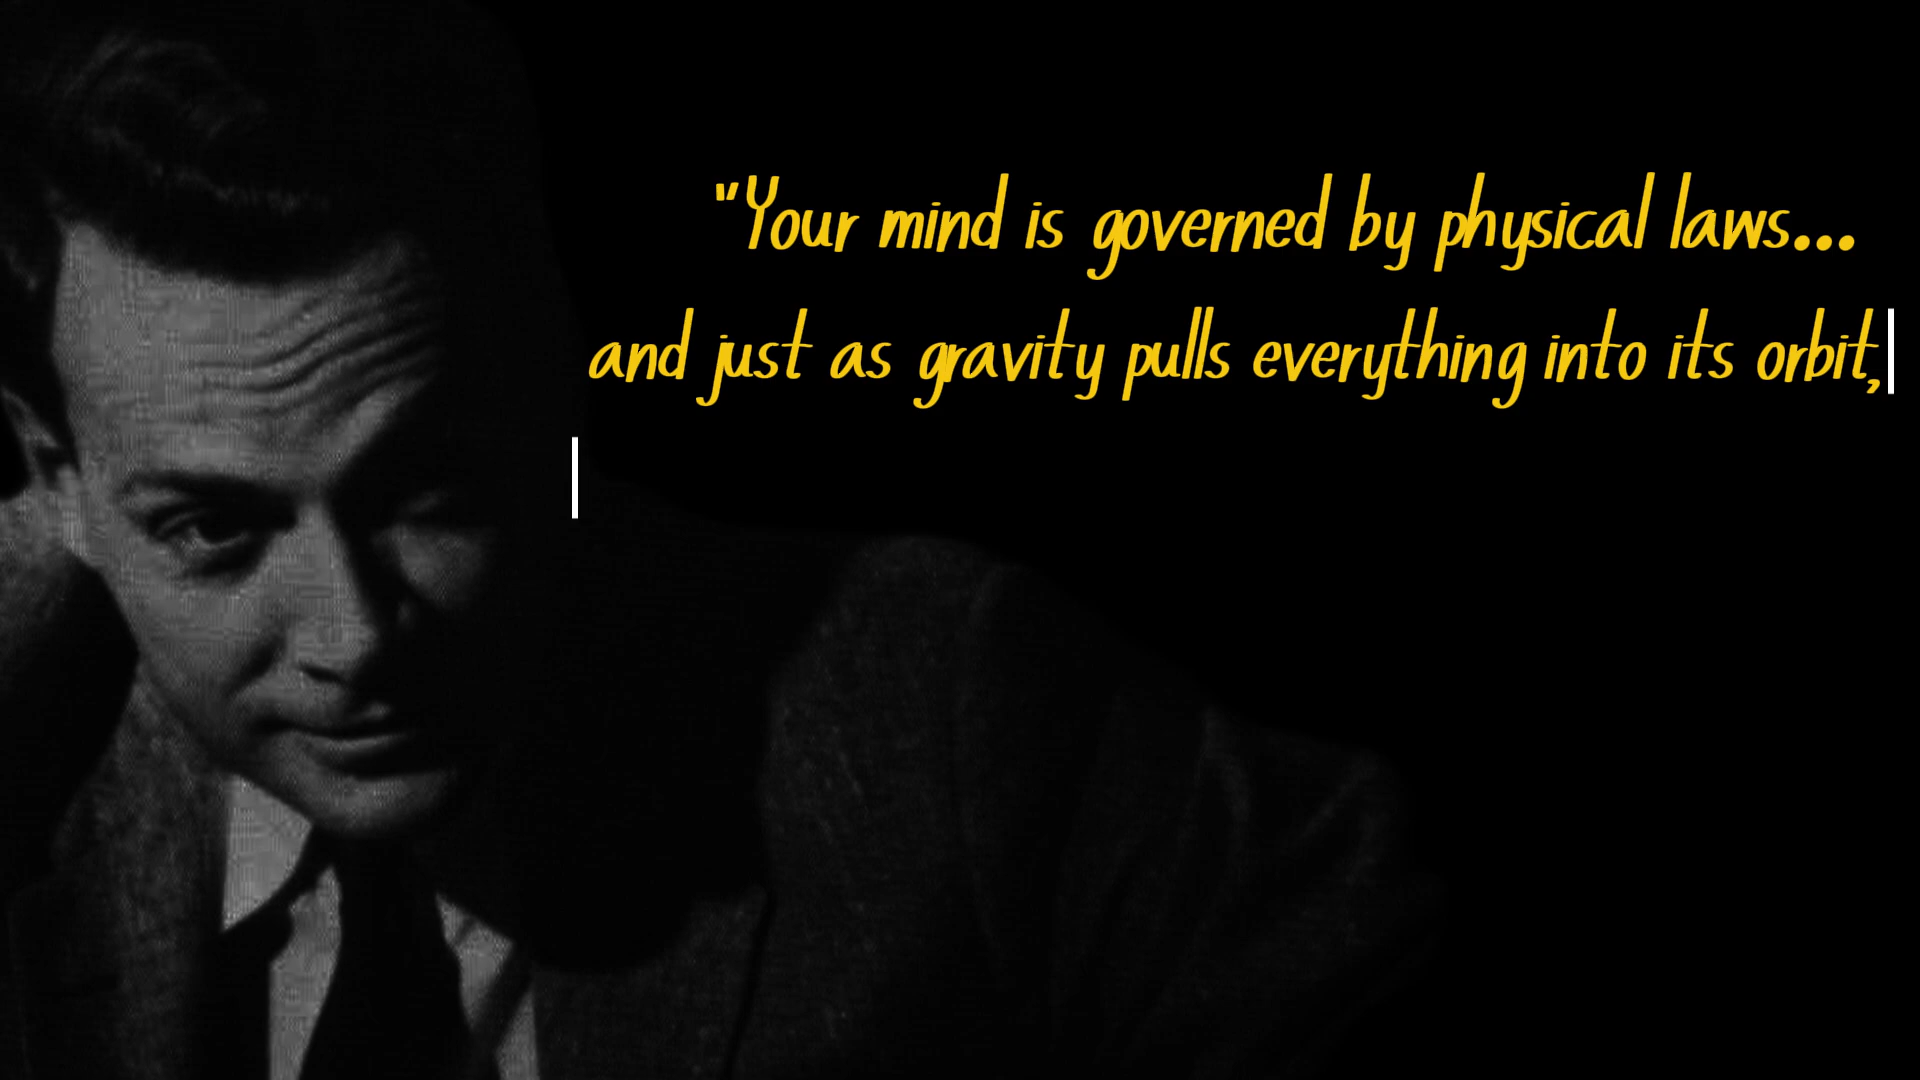 "Your mind is governed by physical laws...
and just as gravity pulls everything into its orbit,